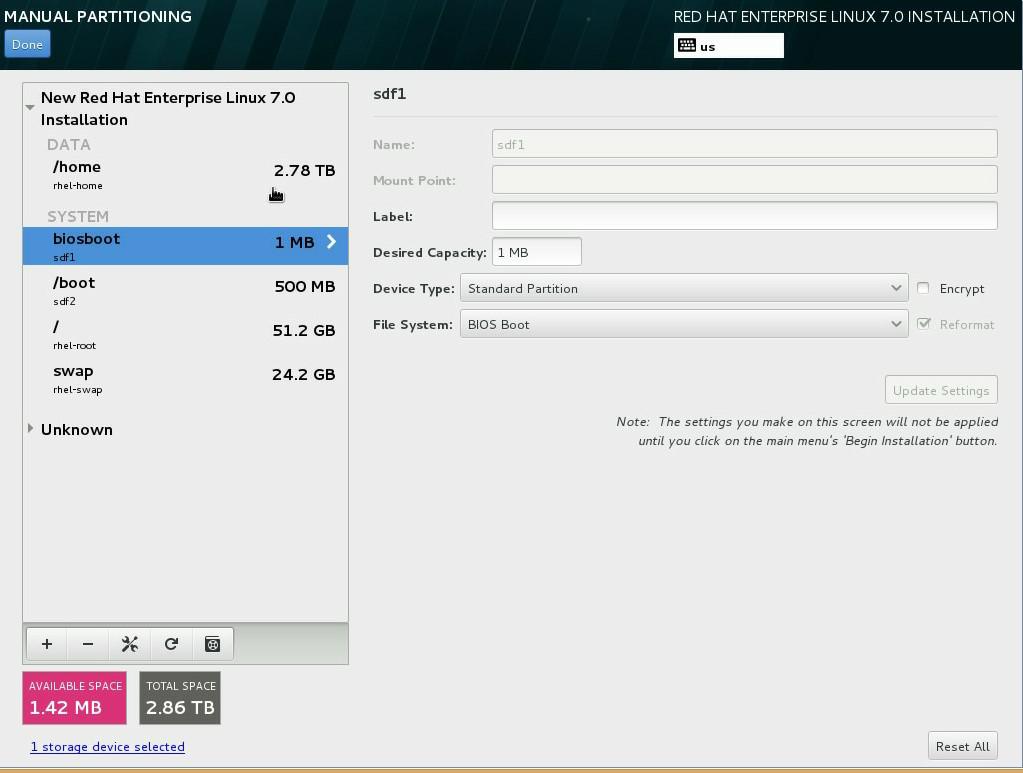 MANUAL PARTITIONING
RED HAT ENTERPRISE LINUX 7.0 INSTALLATION
Done
us
New Red Hat Enterprise Linux 7.0
Installation
DATA
/home
2.78 TB
rhel-home
SYSTEM
biosboot
1 MB
sdf1
/boot
500 MB
sdf2
/
51.2 GB
rhel-root
swap
24.2 GB
rhel-swap
Unknown
sdf1
Name: sdf1
Mount Point:
Label:
Desired Capacity: 1 MB
Device Type: Standard Partition Encrypt
File System: BIOS Boot Reformat
Update Settings
Note: The settings you make on this screen will not be applied
until you click on the main menu's 'Begin Installation' button.
AVAILABLE SPACE
1.42 MB
TOTAL SPACE
2.86 TB
1 storage device selected
Reset All